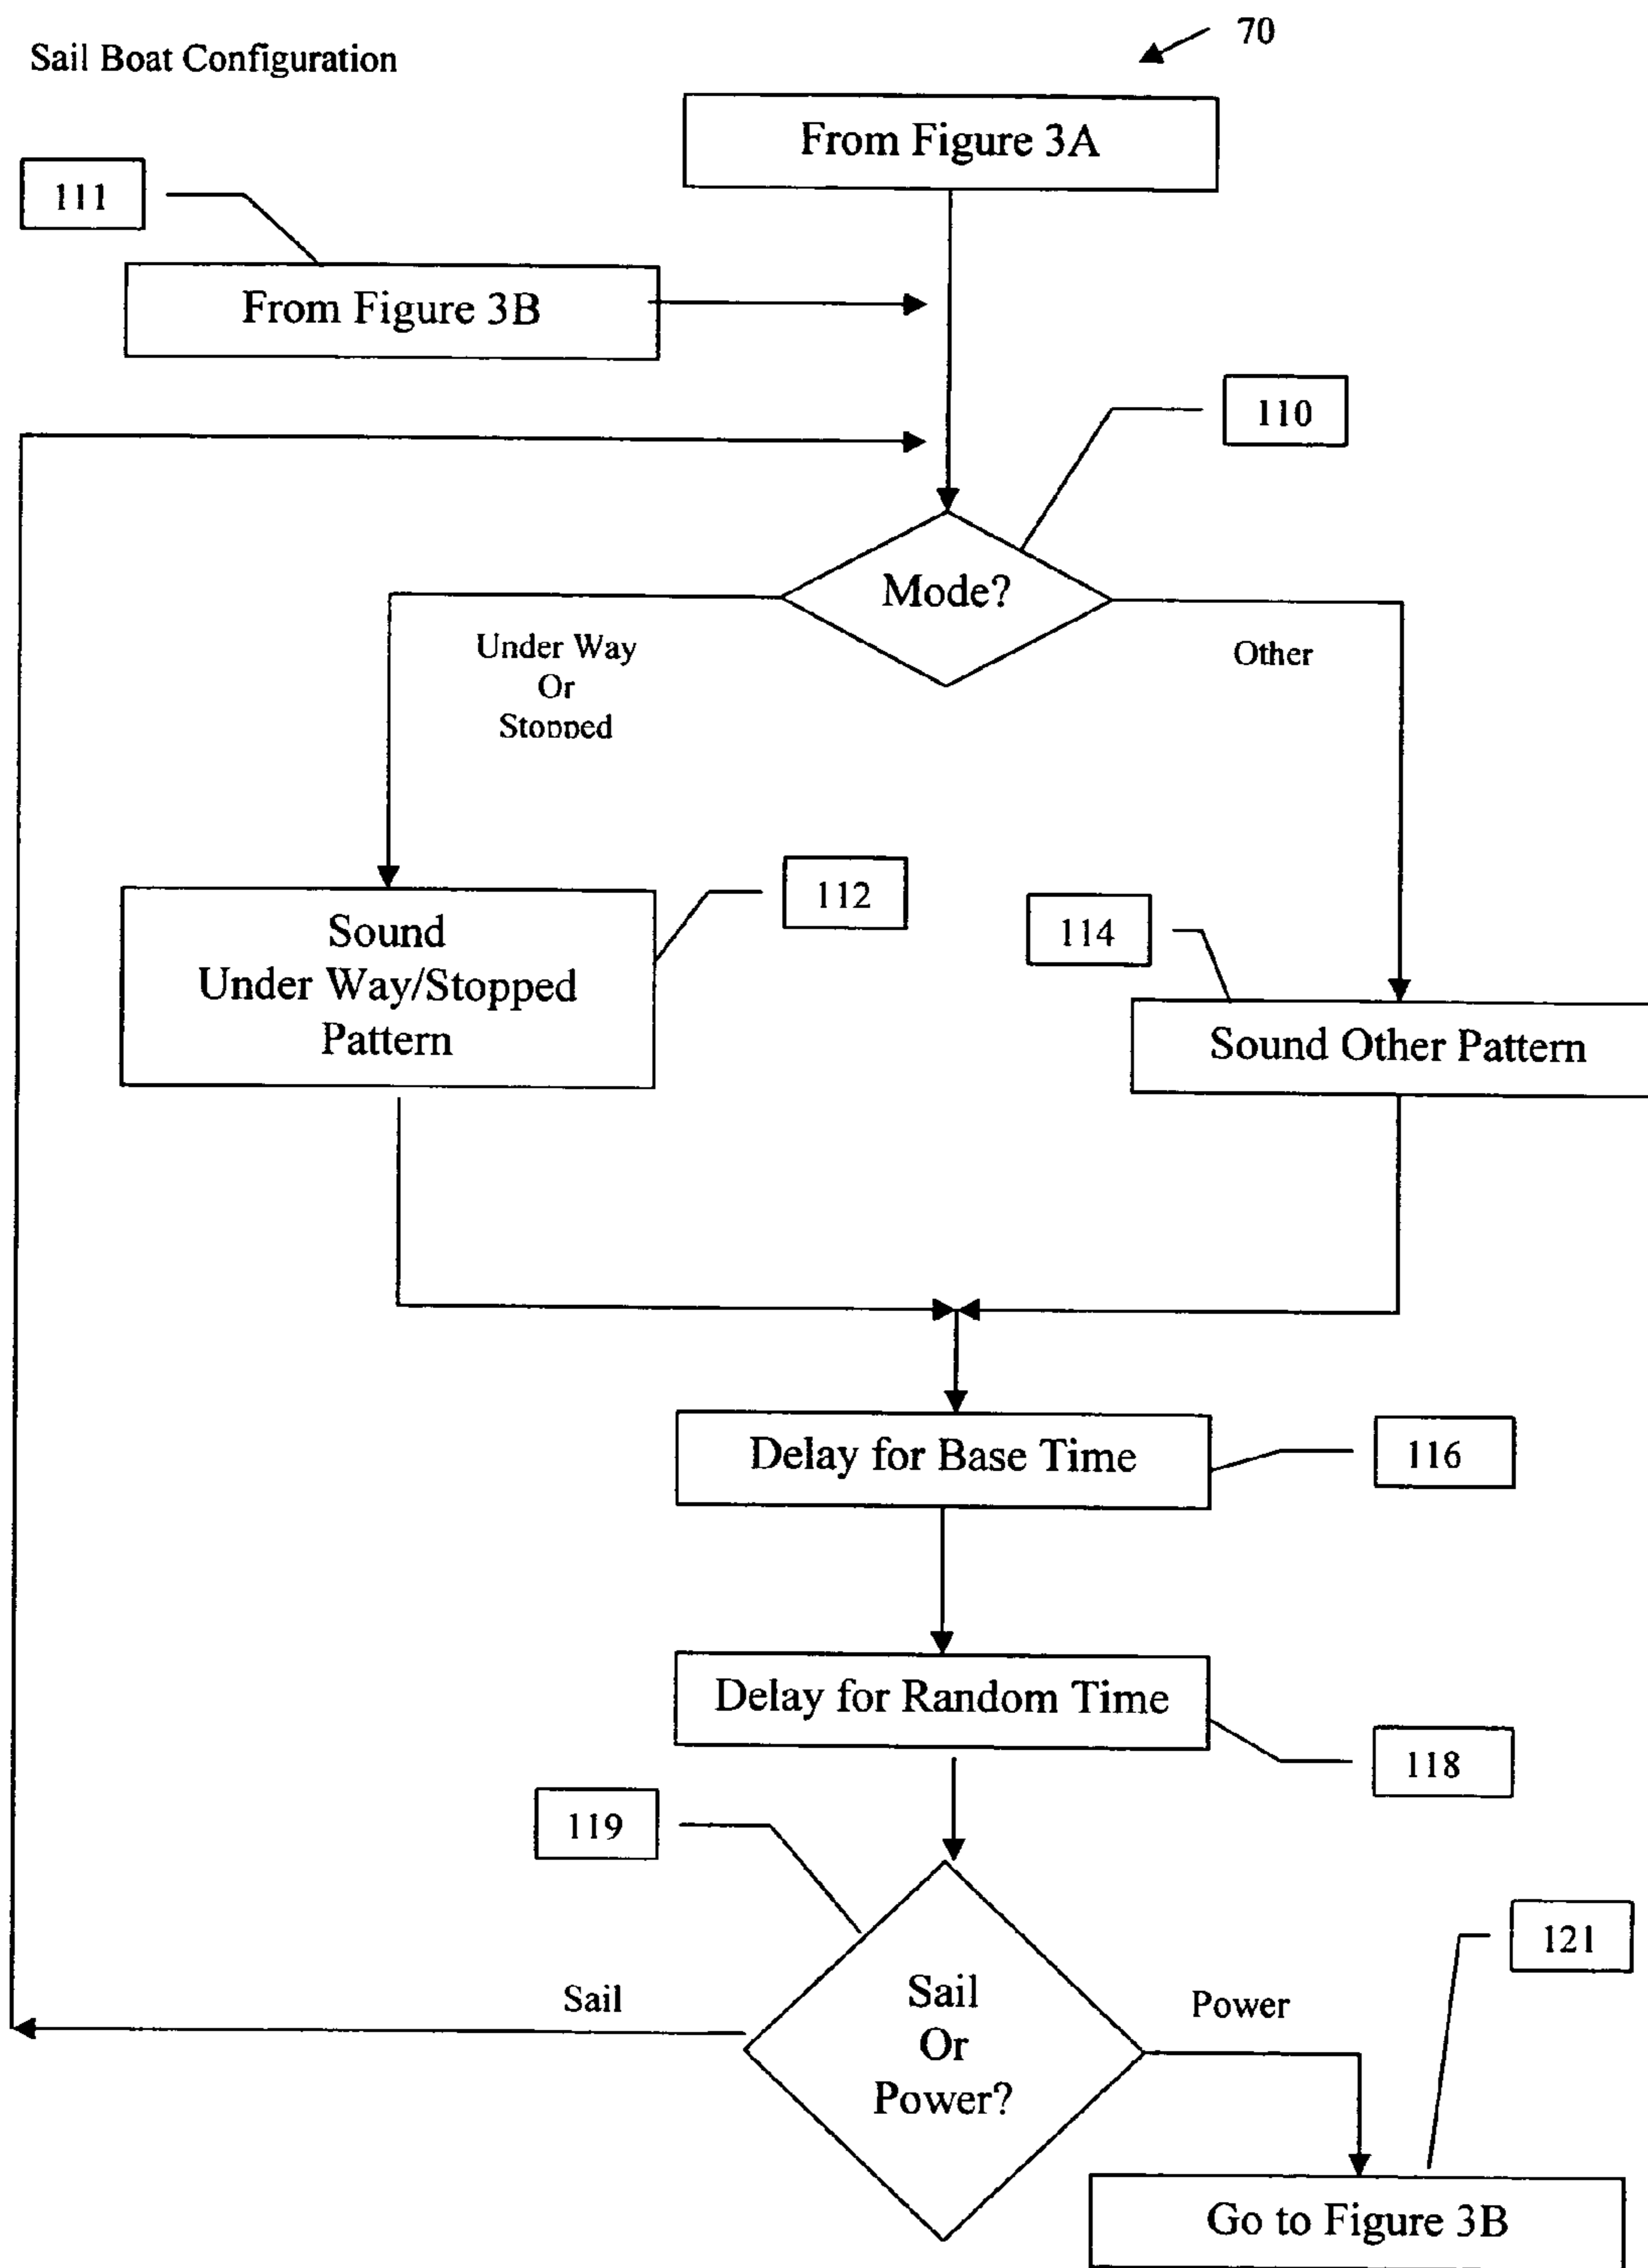 70
Sail Boat Configuration
From Figure 3A
111
From Figure 3B
110
Mode?
Under Way
Or
Stopped
Other
112
Sound
Under Way/Stopped
Pattern
114
Sound Other Pattern
Delay for Base Time
116
Delay for Random Time
118
119
121
Sail
Or
Power?
Sail
Power
Go to Figure 3B